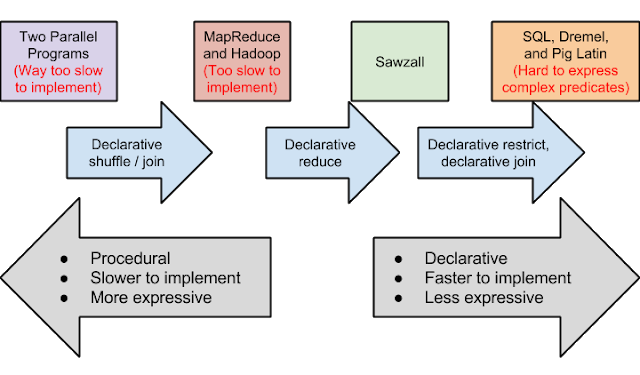 Two Parallel
Programs
(Way too slow
to implement)
MapReduce
and Hadoop
(Too slow to
implement)
Sawzall
SQL, Dremel,
and Pig Latin
(Hard to express
complex predicates)
Declarative
shuffle / join
Declarative
reduce
Declarative restrict,
declarative join
● Procedural
● Slower to implement
● More expressive
● Declarative
● Faster to implement
● Less expressive